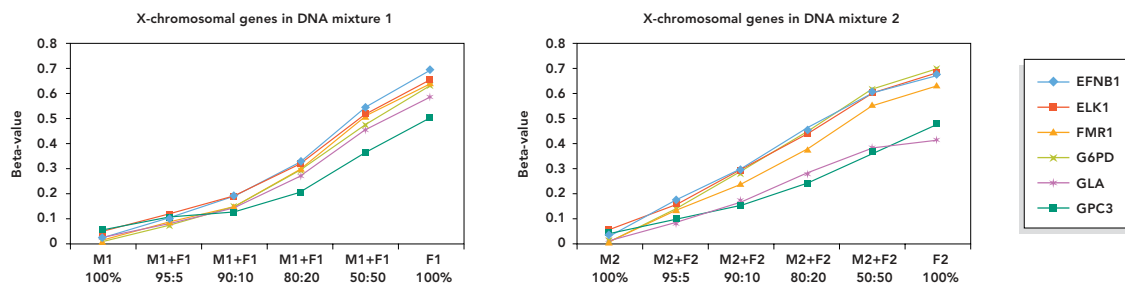 X-chromosomal genes in DNA mixture 1
Beta-value
0.8
0.7
0.6
0.5
0.4
0.3
0.2
0.1
0
M1 M1+F1 M1+F1 M1+F1 M1+F1 F1
100% 95:5 90:10 80:20 50:50 100%
X-chromosomal genes in DNA mixture 2
Beta-value
0.8
0.7
0.6
0.5
0.4
0.3
0.2
0.1
0
M2 M2+F2 M2+F2 M2+F2 M2+F2 F2
100% 95:5 90:10 80:20 50:50 100%
EFNB1
ELK1
FMR1
G6PD
GLA
GPC3